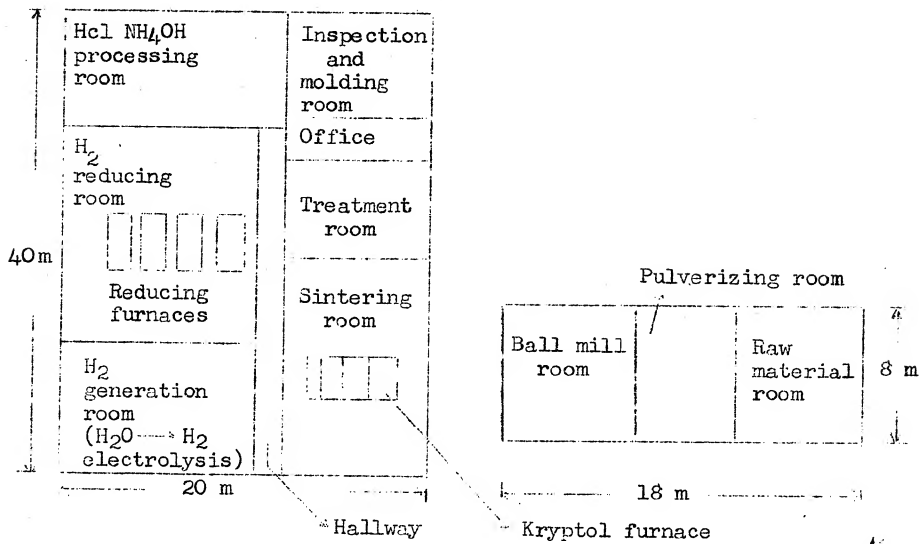 Hcl NH4OH
processing
room
Inspection
and
molding
room
Office
H2
reducing
room
Treatment
room
40 m
Reducing
furnaces
Sintering
room
H2
generation
room
(H2O ----> H2
electrolysis)
20 m
Hallway
Kryptol furnace
Pulverizing room
Ball mill
room
Raw
material
room
8 m
18 m